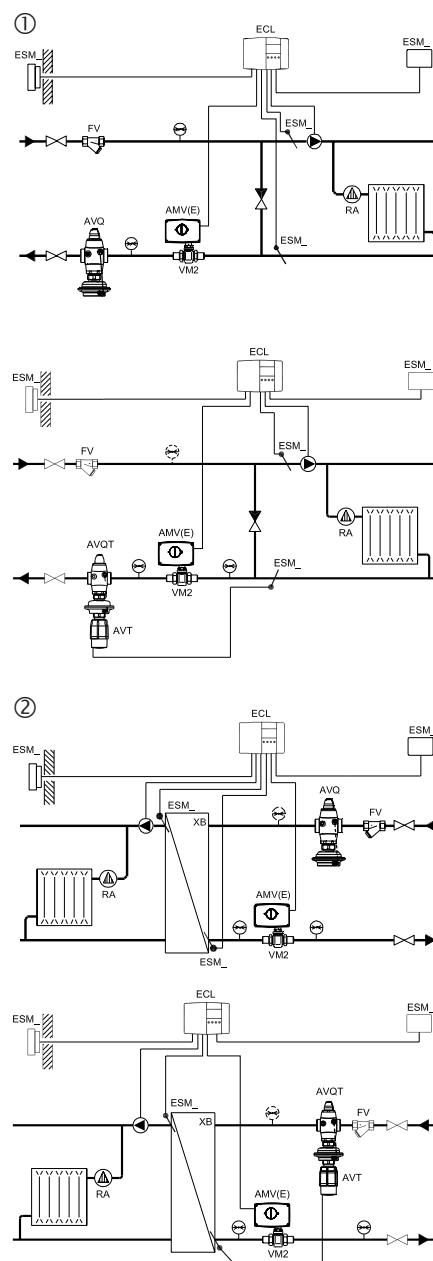 ①
ECL
ESM_
ESM_
FV
ESM_
RA
AMV(E)
AVQ
ESM_
VM2
ECL
ESM_
ESM_
FV
ESM_
RA
AMV(E)
AVQT
ESM_
VM2
AVT
②
ECL
ESM_
ESM_
ESM_
AVQ
FV
XB
RA
AMV(E)
VM2
ESM_
ECL
ESM_
ESM_
ESM_
AVQT
FV
XB
AVT
RA
AMV(E)
VM2